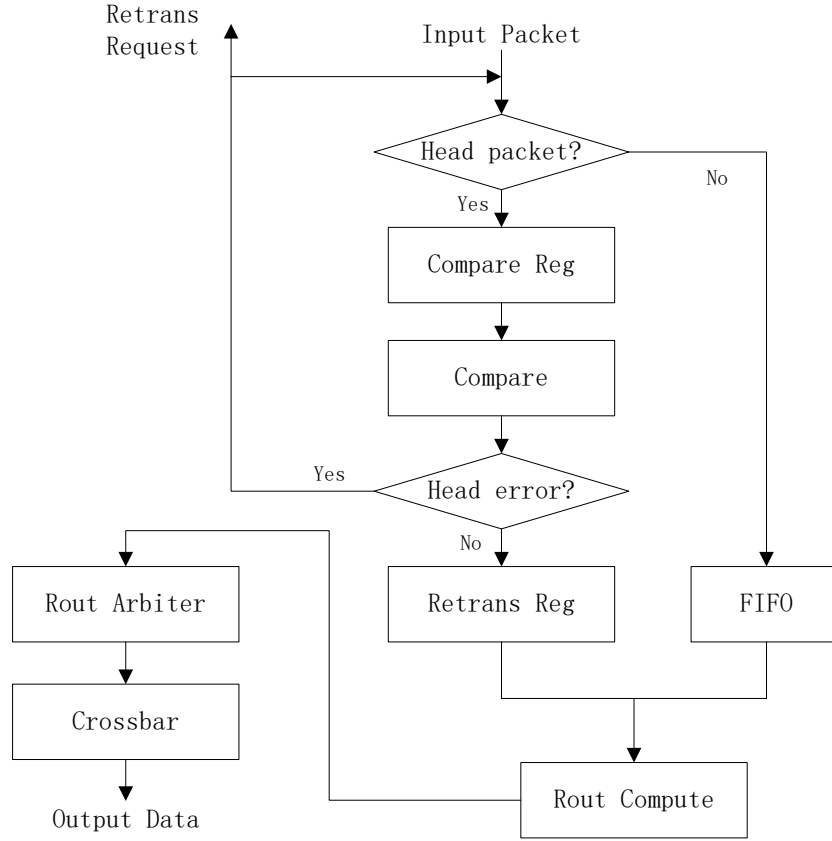 Retrans
Request
Input Packet
Head packet?
No
Yes
Compare Reg
Compare
Yes
Head error?
No
Rout Arbiter
Retrans Reg
FIFO
Crossbar
Rout Compute
Output Data